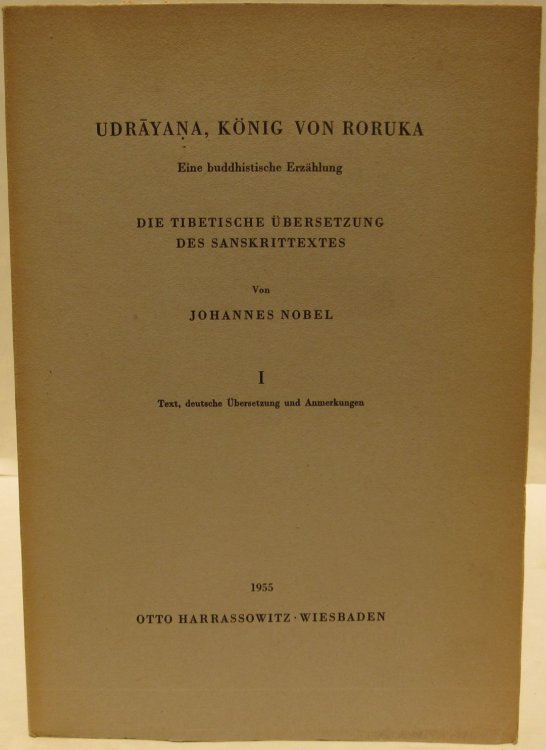 UDRĀYAṆA, KÖNIG VON RORUKA
Eine buddhistische Erzählung
DIE TIBETISCHE ÜBERSETZUNG
DES SANSKRITTEXTES
Von
JOHANNES NOBEL
I
Text, deutsche Übersetzung und Anmerkungen
1955
OTTO HARRASSOWITZ · WIESBADEN